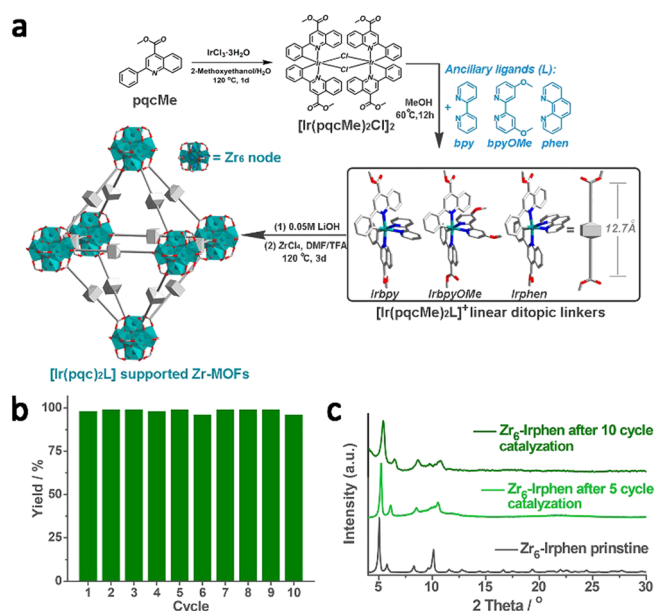 a
IrCl₃·3H₂O
2-Methoxyethanol/H₂O
120 ℃, 1d
pqcMe
[Ir(pqcMe)₂Cl]₂
MeOH
60℃,12h
Ancillary ligands (L):
+
bpy bpyOMe phen
= Zr₆ node
(1) 0.05M LiOH
(2) ZrCl₄, DMF/TFA
120 ℃, 3d
Irbpy IrbpyOMe Irphen
=
12.7Å
[Ir(pqcMe)₂L]⁺linear ditopic linkers
[Ir(pqc)₂L] supported Zr-MOFs
b
Yield / %
100
75
50
25
0
1 2 3 4 5 6 7 8 9 10
Cycle
c
Intensity (a.u.)
Zr₆-Irphen after 10 cycle
catalyzation
Zr₆-Irphen after 5 cycle
catalyzation
Zr₆-Irphen prinstine
5 10 15 20 25 30
2 Theta / °